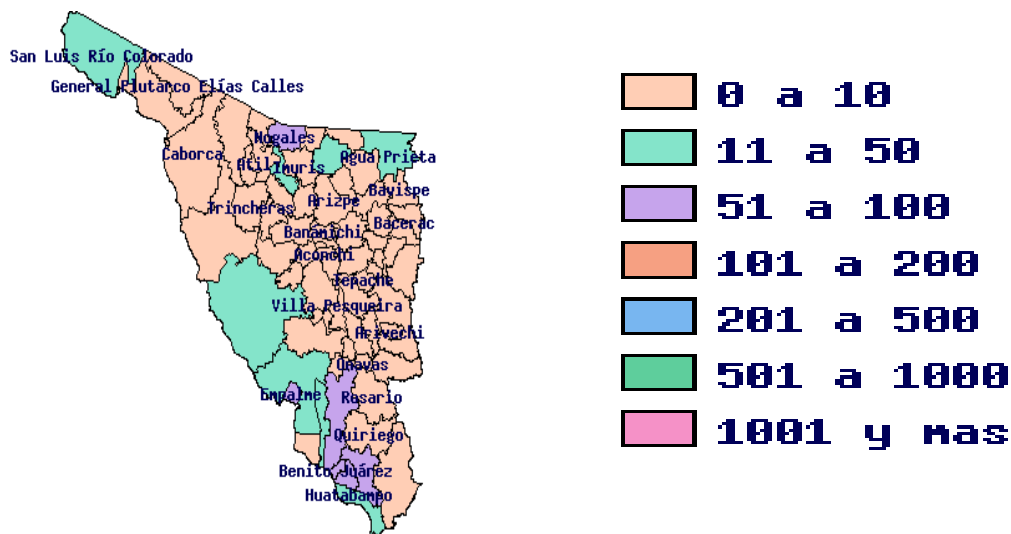 San Luis Río Colorado
General Plutarco Elías Calles
Nogales
Caborca
Atil
Imuris
Agua Prieta
Bavispe
Arizpe
Trincheras
Bacerac
Banamichi
Aconchi
Tepache
Villa Pesqueira
Arivechi
Onavas
Empalme
Rosario
Quiriego
Benito Juárez
Huatabampo
0 a 10
11 a 50
51 a 100
101 a 200
201 a 500
501 a 1000
1001 y mas